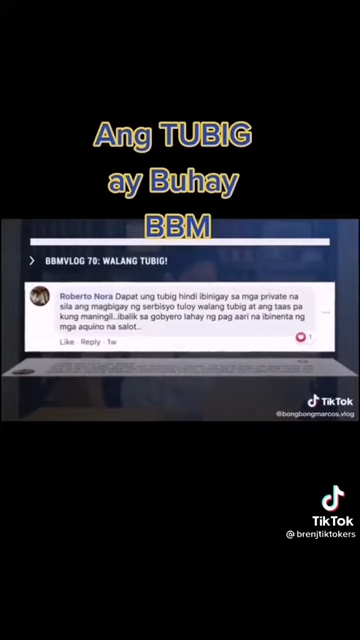 Ang TUBIG
ay Buhay
BBM
BBMVLOG 70: WALANG TUBIG!
Roberto Nora Dapat ung tubig hindi ibinigay sa mga private na
sila ang magbigay ng serbisyo tuloy walang tubig at ang taas pa
kung maningil..ibalik sa gobyero lahay ng pag aari na ibinenta ng
mga aquino na salot..
Like · Reply · 1w
1
TikTok
@bongbongmarcos.vlog
TikTok
@brenjtiktokers